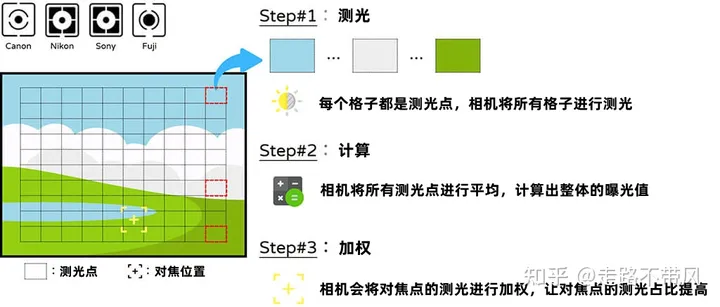 Canon Nikon Sony Fuji
Step#1：测光
... ...
每个格子都是测光点，相机将所有格子进行测光
Step#2：计算
相机将所有测光点进行平均，计算出整体的曝光值
Step#3：加权
相机会将对焦点的测光进行加权，让对焦点的测光占比提高
：测光点 ：对焦位置
知乎 @走路不带风